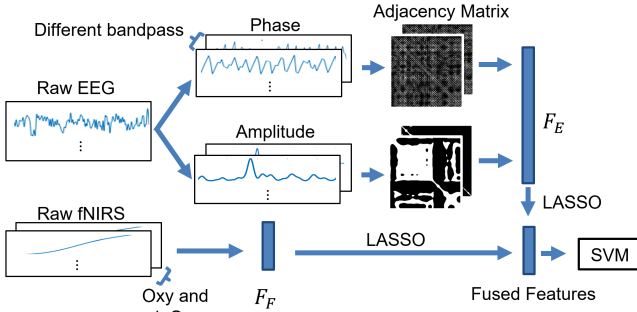 Different bandpass
Phase
Adjacency Matrix
Raw EEG
⋮
⋮
Amplitude
⋮
F_E
LASSO
Raw fNIRS
⋮
LASSO
SVM
Oxy and
F_F
Fused Features